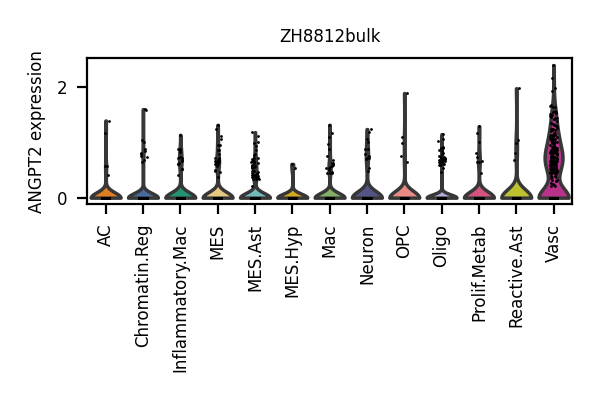 ZH8812bulk
ANGPT2 expression
2
0
AC
Chromatin.Reg
Inflammatory.Mac
MES
MES.Ast
MES.Hyp
Mac
Neuron
OPC
Oligo
Prolif.Metab
Reactive.Ast
Vasc